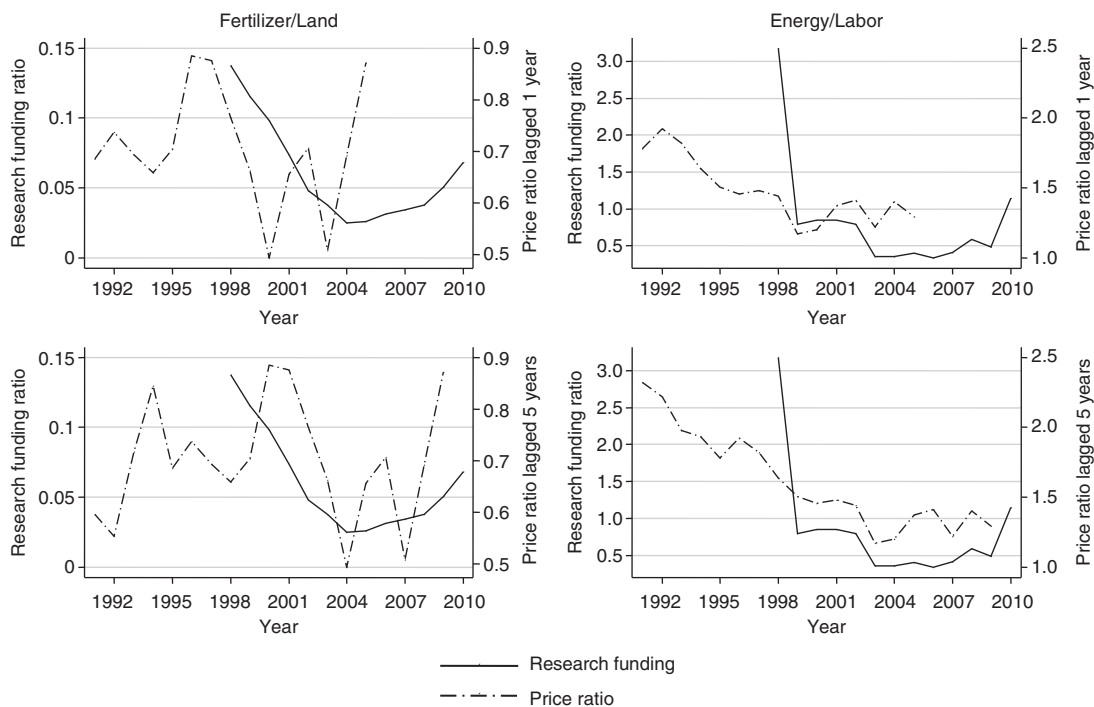 Fertilizer/Land
Research funding ratio
0.15
0.1
0.05
0
0.9
0.8
0.7
0.6
0.5
Price ratio lagged 1 year
1992 1995 1998 2001 2004 2007 2010
Year
Energy/Labor
Research funding ratio
3.0
2.5
2.0
1.5
1.0
0.5
2.5
2.0
1.5
1.0
Price ratio lagged 1 year
1992 1995 1998 2001 2004 2007 2010
Year
Research funding ratio
0.15
0.1
0.05
0
0.9
0.8
0.7
0.6
0.5
Price ratio lagged 5 years
1992 1995 1998 2001 2004 2007 2010
Year
Research funding ratio
3.0
2.5
2.0
1.5
1.0
0.5
2.5
2.0
1.5
1.0
Price ratio lagged 5 years
1992 1995 1998 2001 2004 2007 2010
Year
Research funding
Price ratio